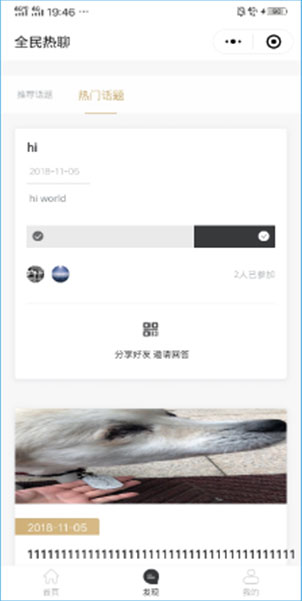 19:46
全民热聊
推荐话题 热门话题
hi
2018-11-05
hi world
2人已参加
分享好友 邀请回答
2018-11-05
首页 发现 我的